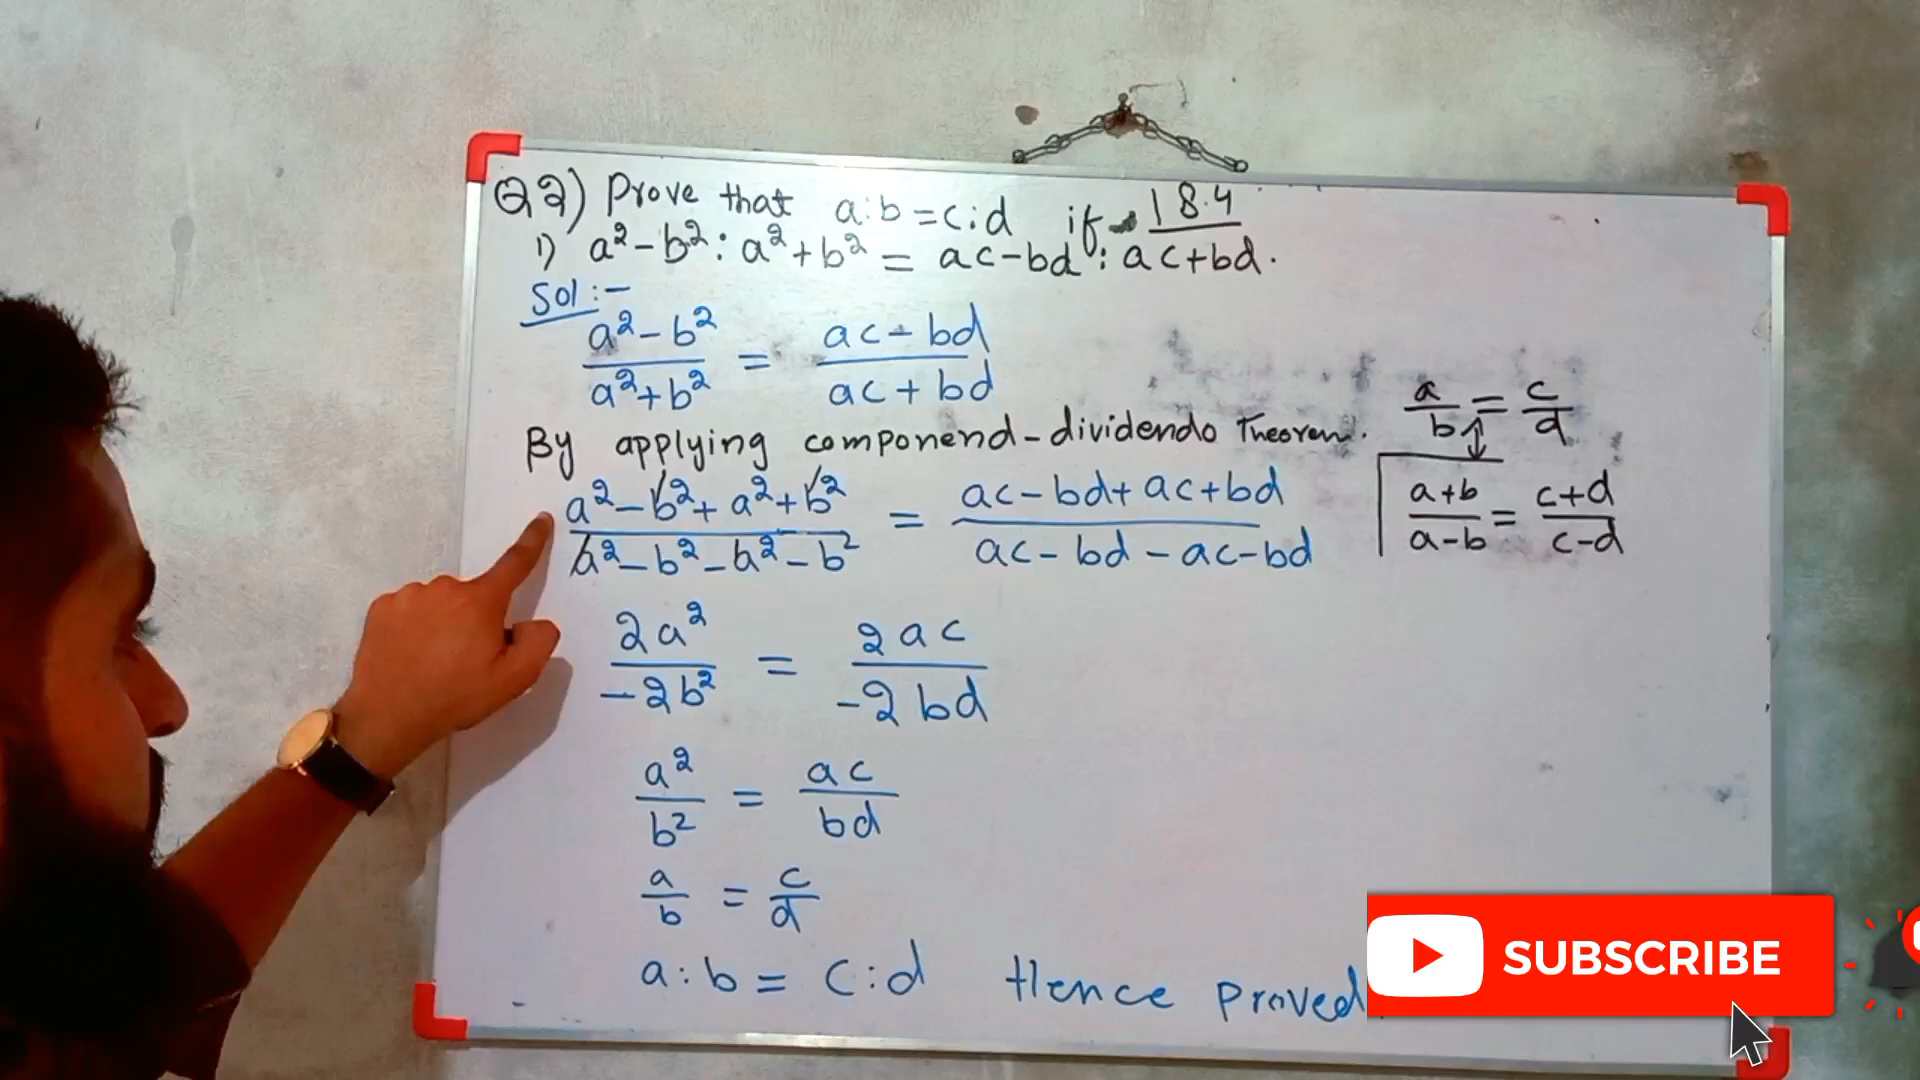 Q2) Prove that a:b = c:d if 18.4
1) a² - b² : a² + b² = ac - bd : ac + bd.
Sol :-
a² - b² / a² + b² = ac - bd / ac + bd
By applying componend - dividendo Theorem.
a² - b² + a² + b² / a² - b² - a² - b² = ac - bd + ac + bd / ac - bd - ac - bd
2a² / -2b² = 2ac / -2bd
a² / b² = ac / bd
a / b = c / d
a : b = c : d Hence proved
a / b = c / d
a + b / a - b = c + d / c - d
SUBSCRIBE